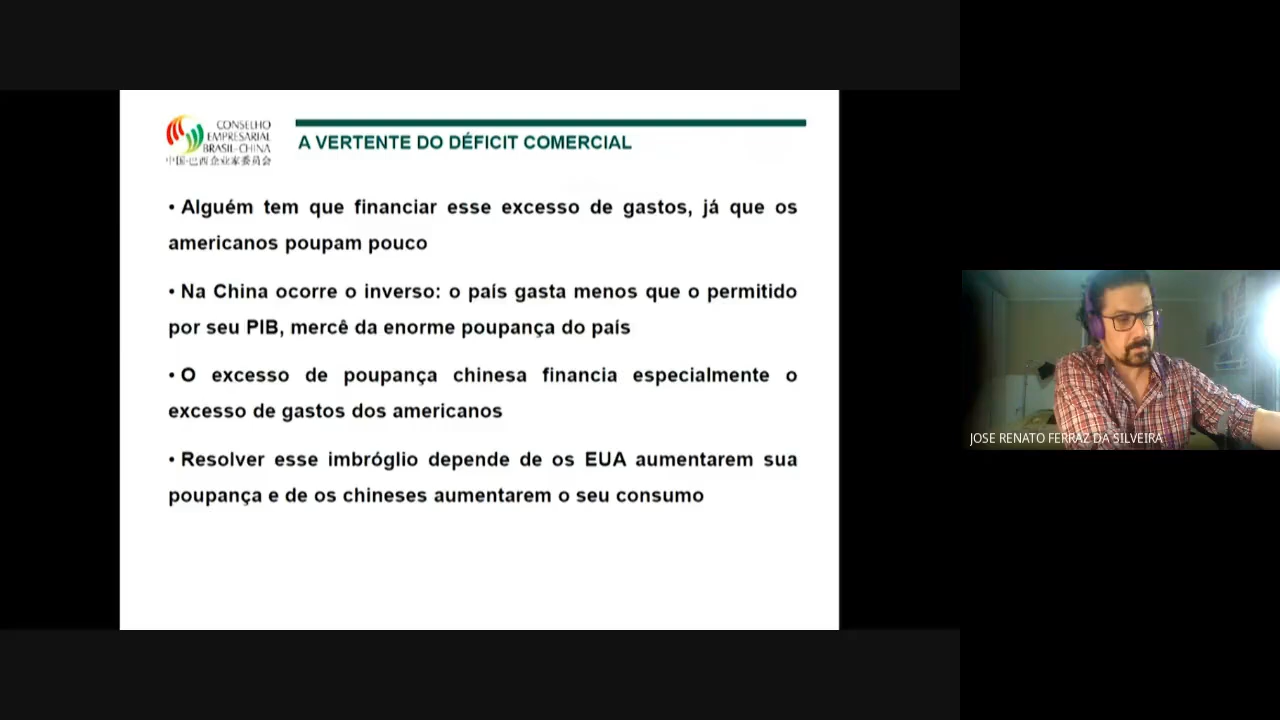 CONSELHO
EMPRESARIAL
BRASIL-CHINA
中国-巴西企业家委员会
A VERTENTE DO DÉFICIT COMERCIAL
• Alguém tem que financiar esse excesso de gastos, já que os
americanos poupam pouco
• Na China ocorre o inverso: o país gasta menos que o permitido
por seu PIB, mercê da enorme poupança do país
• O excesso de poupança chinesa financia especialmente o
excesso de gastos dos americanos
• Resolver esse imbróglio depende de os EUA aumentarem sua
poupança e de os chineses aumentarem o seu consumo
JOSE RENATO FERRAZ DA SILVEIRA